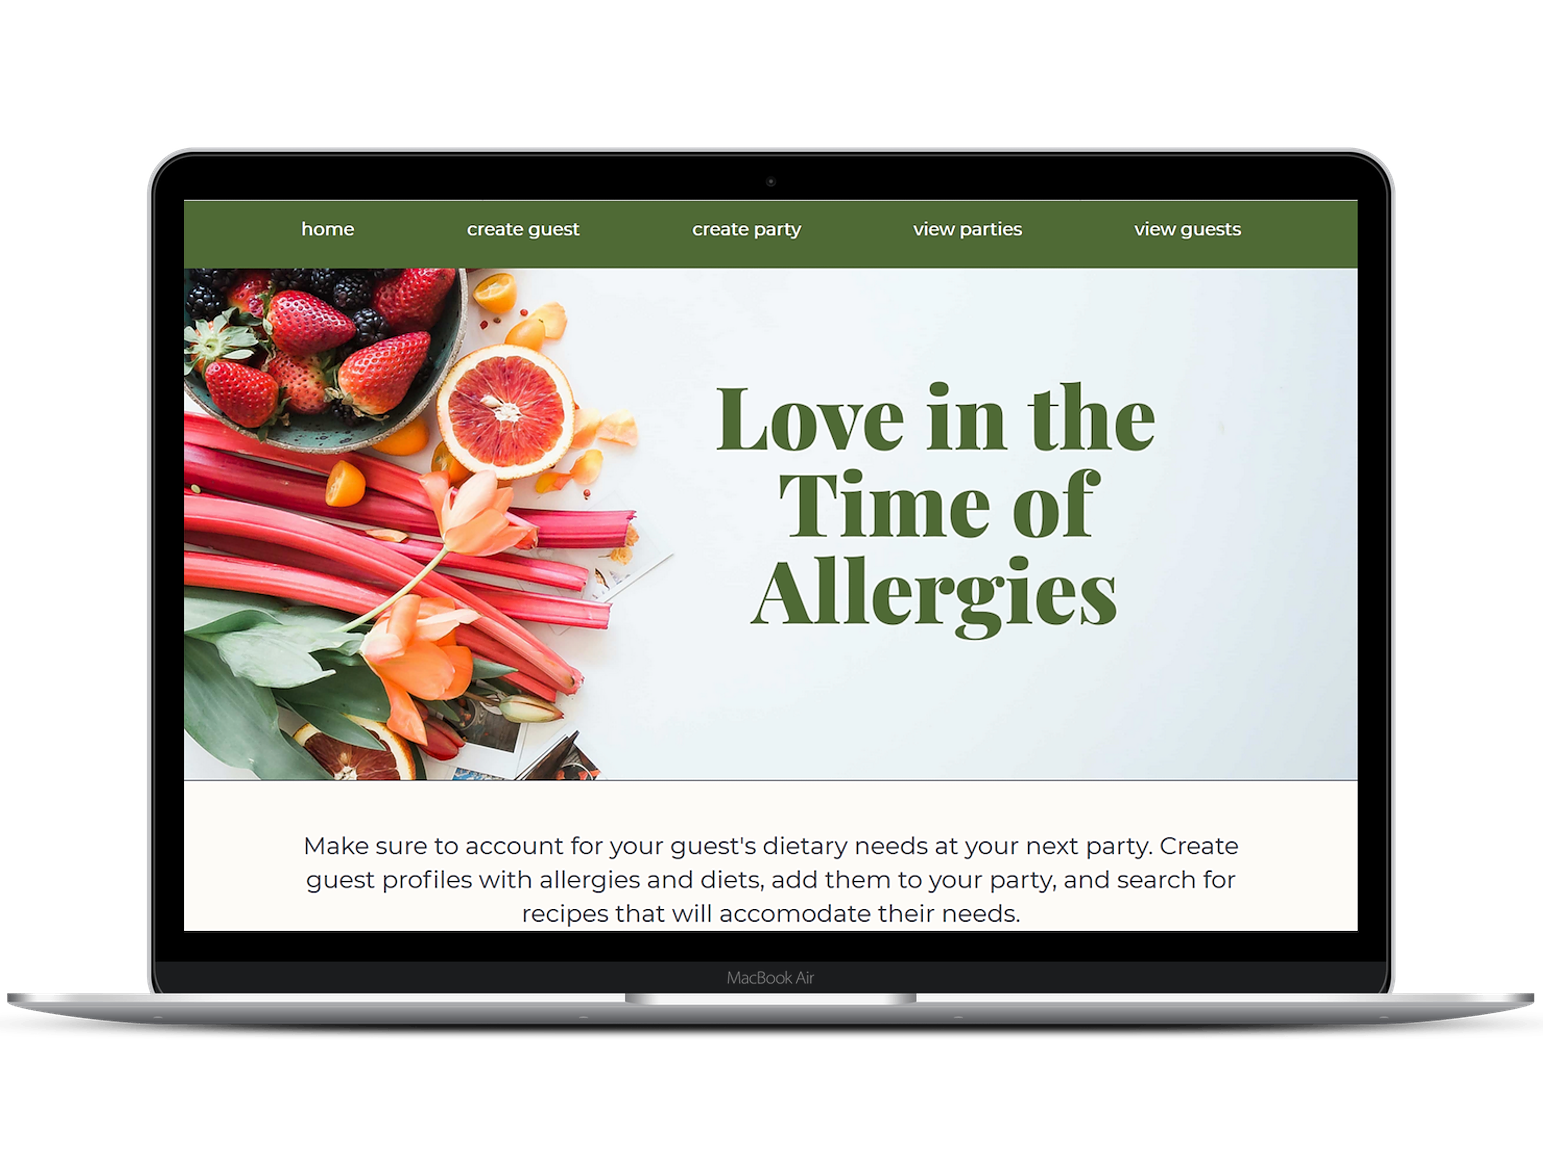 home create guest create party view parties view guests
Love in the
Time of
Allergies
Make sure to account for your guest's dietary needs at your next party. Create
guest profiles with allergies and diets, add them to your party, and search for
recipes that will accomodate their needs.
MacBook Air